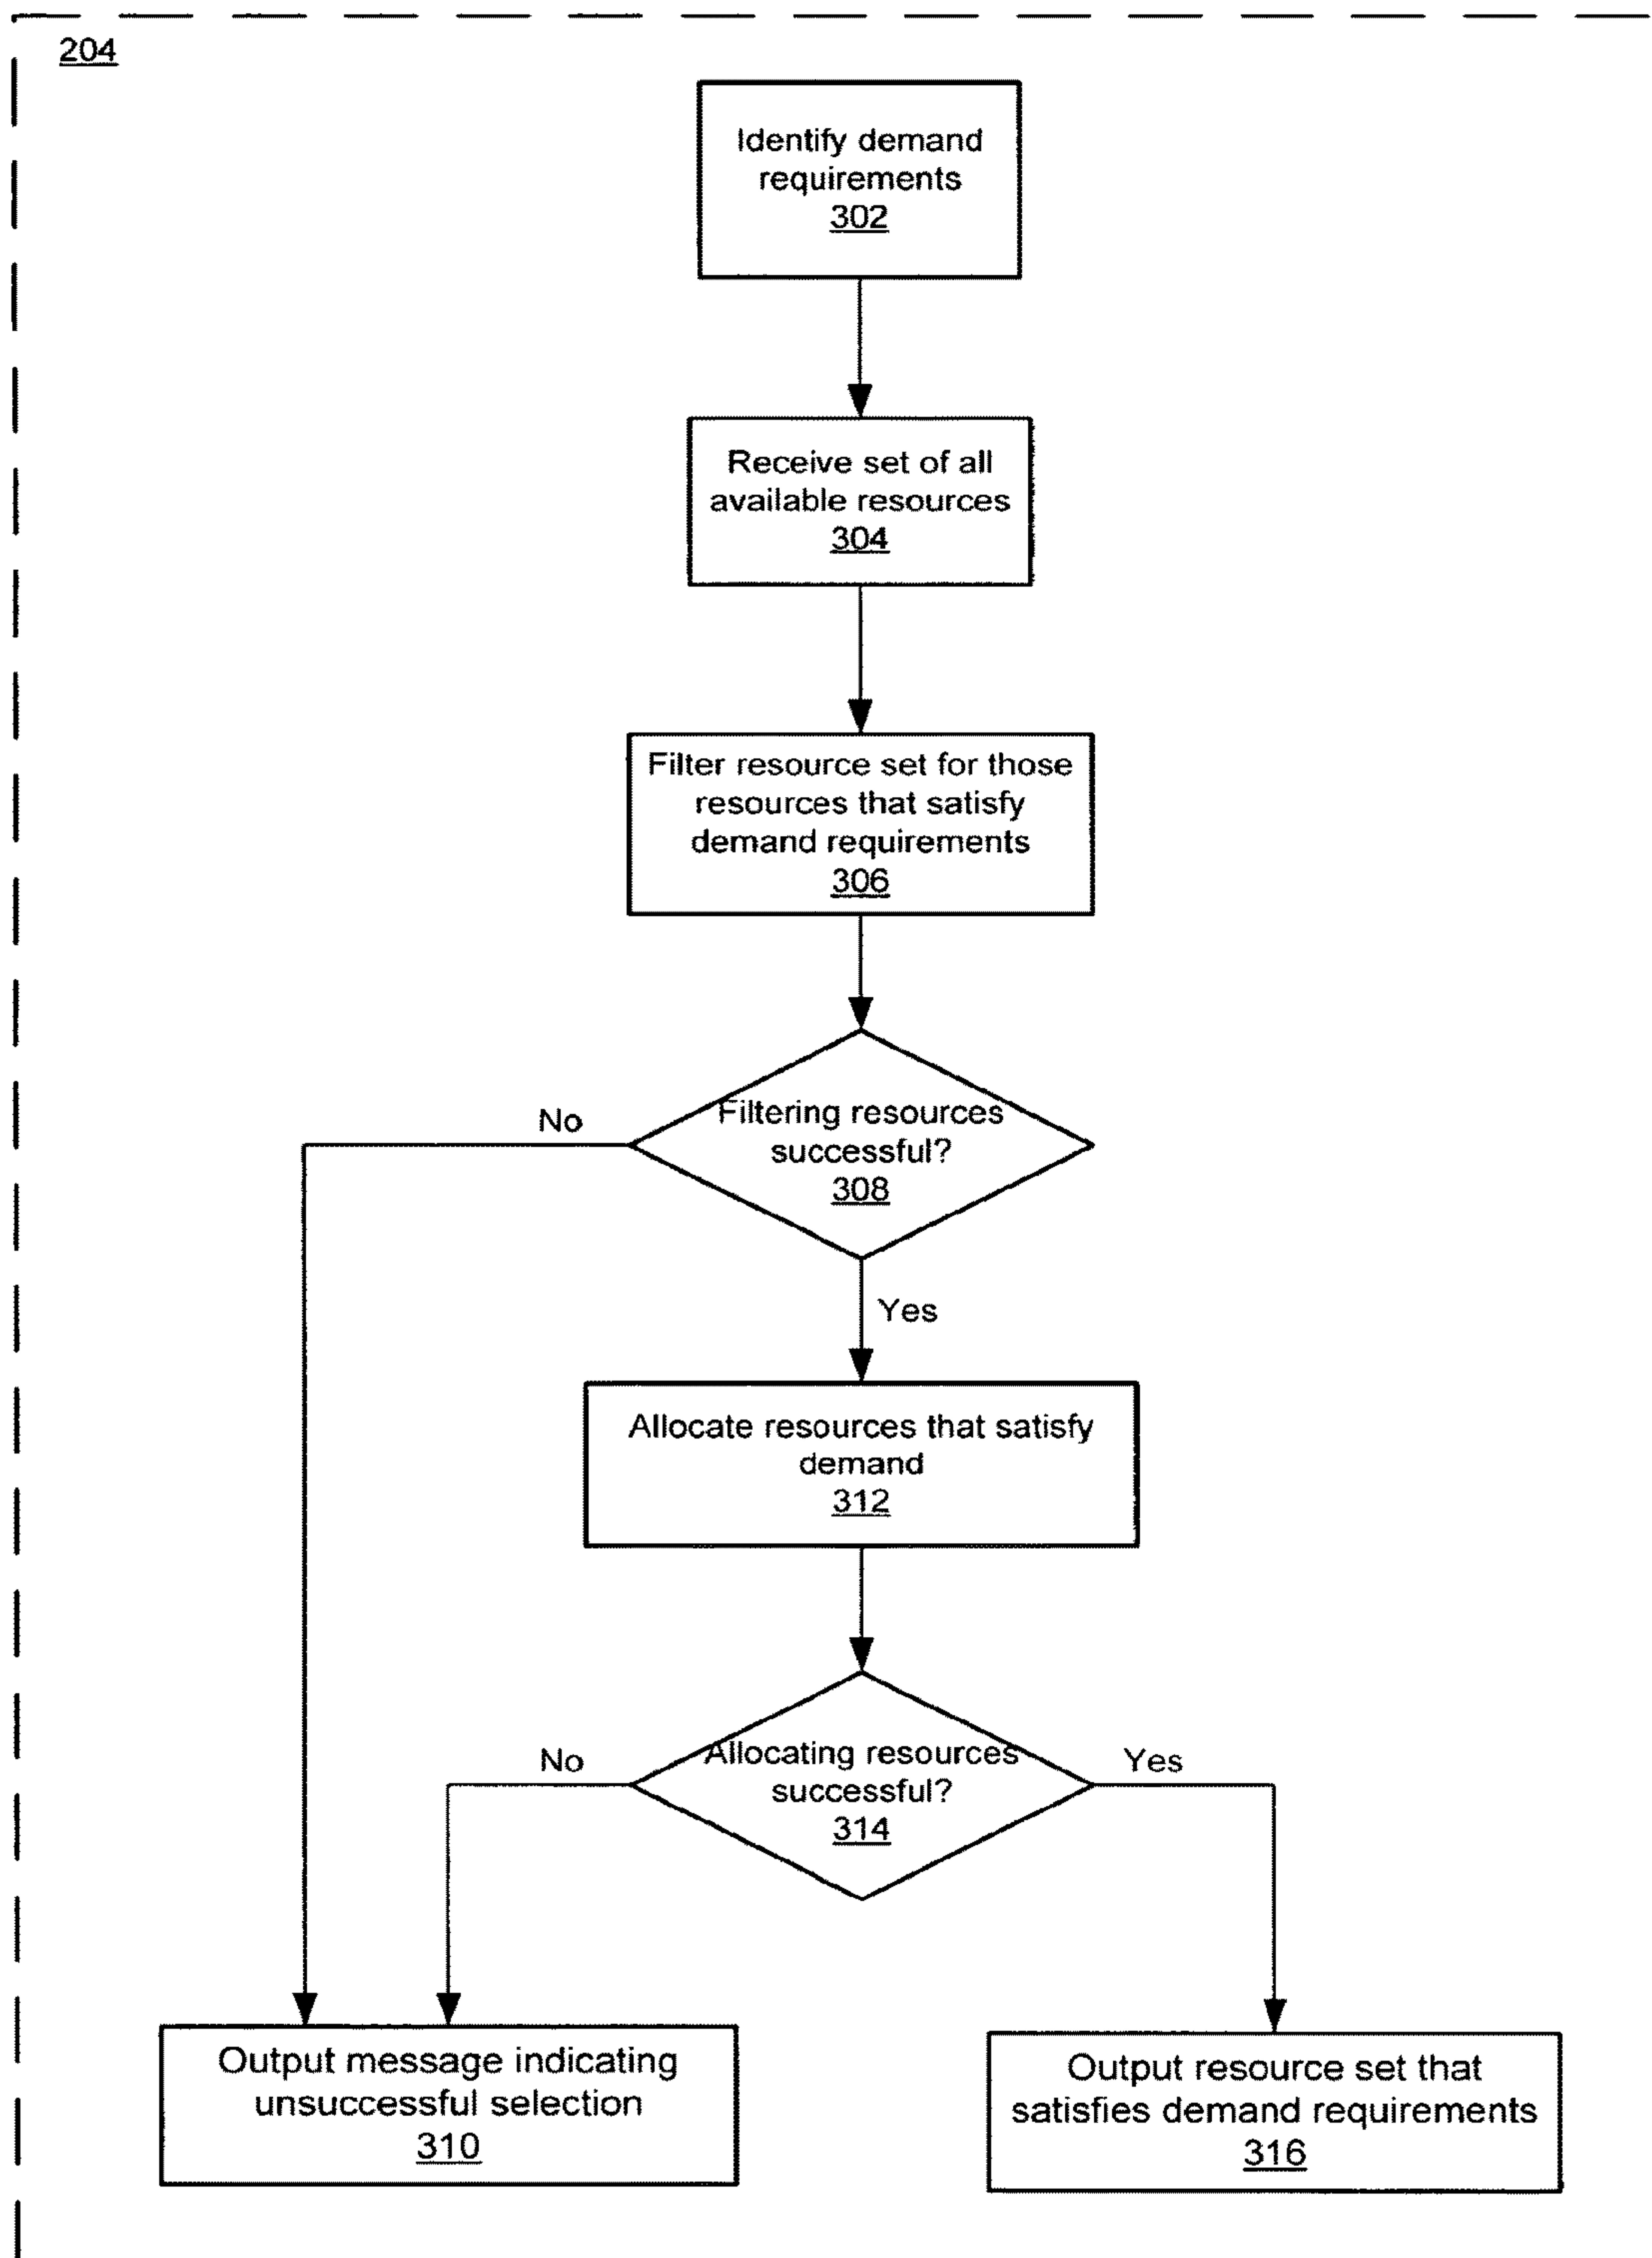 204
Identify demand
requirements
302
Receive set of all
available resources
304
Filter resource set for those
resources that satisfy
demand requirements
306
Filtering resources
successful?
308
No
Yes
Allocate resources that satisfy
demand
312
Allocating resources
successful?
314
No
Yes
Output message indicating
unsuccessful selection
310
Output resource set that
satisfies demand requirements
316